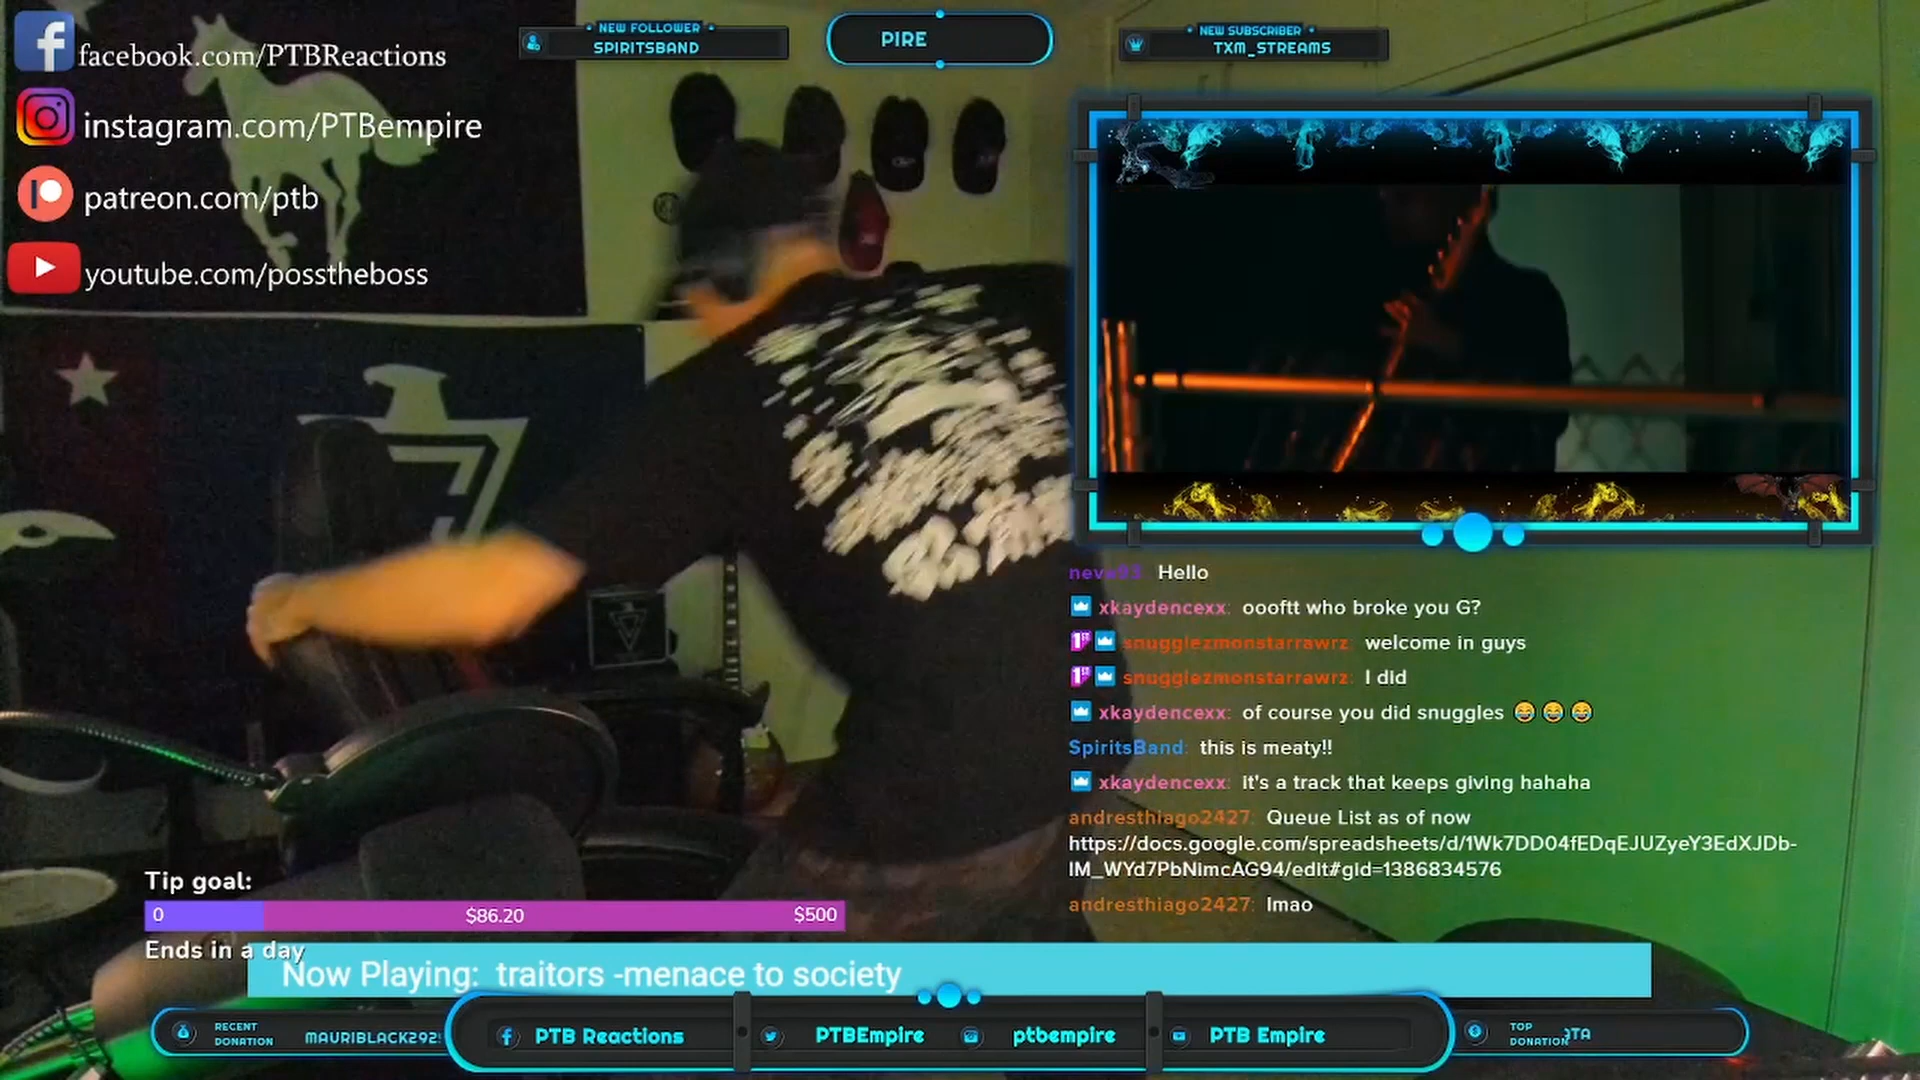 facebook.com/PTBReactions
instagram.com/PTBempire
patreon.com/ptb
youtube.com/posstheboss
NEW FOLLOWER
SPIRITSBAND
PIRE
NEW SUBSCRIBER
TXM_STREAMS
Hello
xkaydencexx:oooftt who broke you G?
snugglezmonstarrawrz: welcome in guys
snugglezmonstarrawrz: I did
xkaydencexx: of course you did snuggles 😂 😂 😂
SpiritsBand: this is meaty!!
xkaydencexx: it's a track that keeps giving hahaha
andresthiago2427: Queue List as of now
https://docs.google.com/spreadsheets/d/1Wk7DD04fEDqEJUZyeY3EdXJDb-
IM_WYd7PbNimcAG94/edit#gid=1386834576
andresthiago2427: lmao
Tip goal:
0 $86.20 $500
Ends in a day
Now Playing: traitors -menace to society
RECENT
DONATION
MAURIBLACK292
PTB Reactions
PTBEmpire
ptbempire
PTB Empire
TOP
DONATION
TA